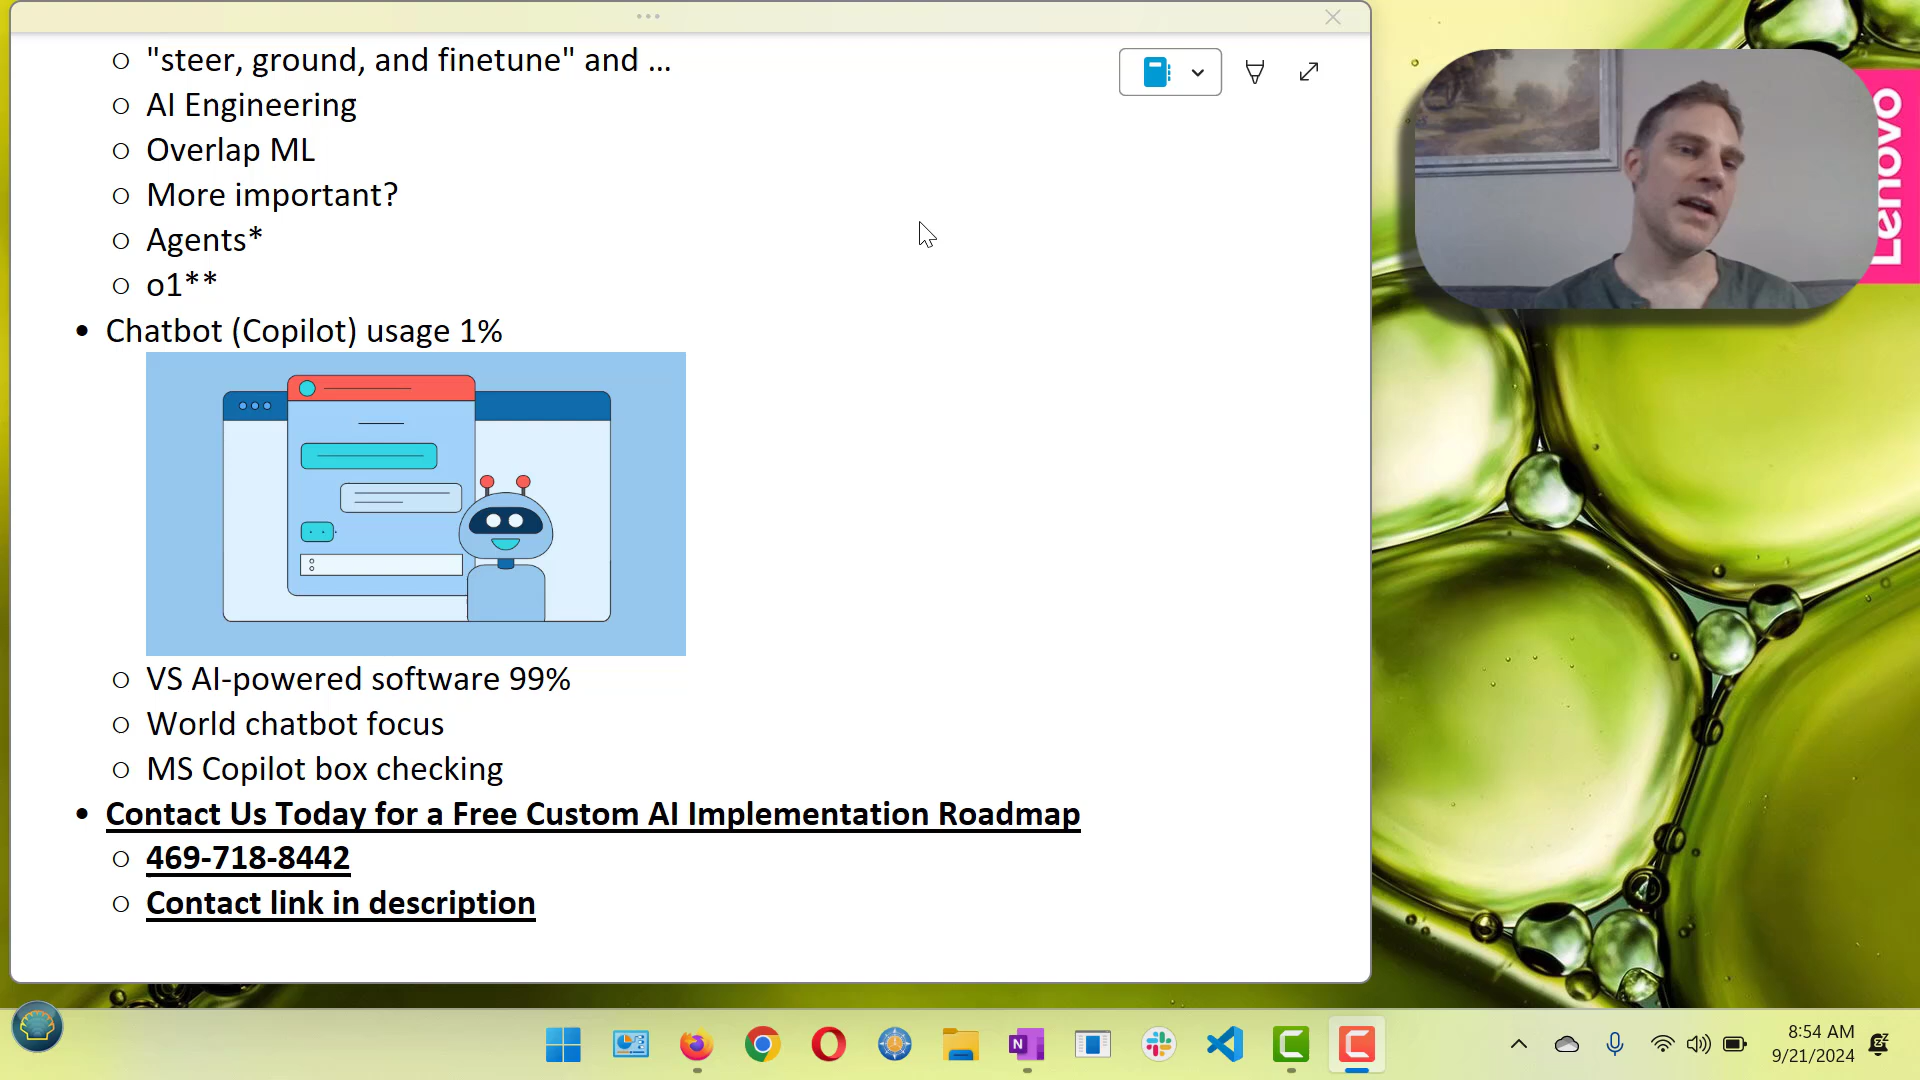 "steer, ground, and finetune" and ...
AI Engineering
Overlap ML
More important?
Agents*
o1**
Chatbot (Copilot) usage 1%
VS AI-powered software 99%
World chatbot focus
MS Copilot box checking
Contact Us Today for a Free Custom AI Implementation Roadmap
469-718-8442
Contact link in description
Lenovo
N
8:54 AM
9/21/2024